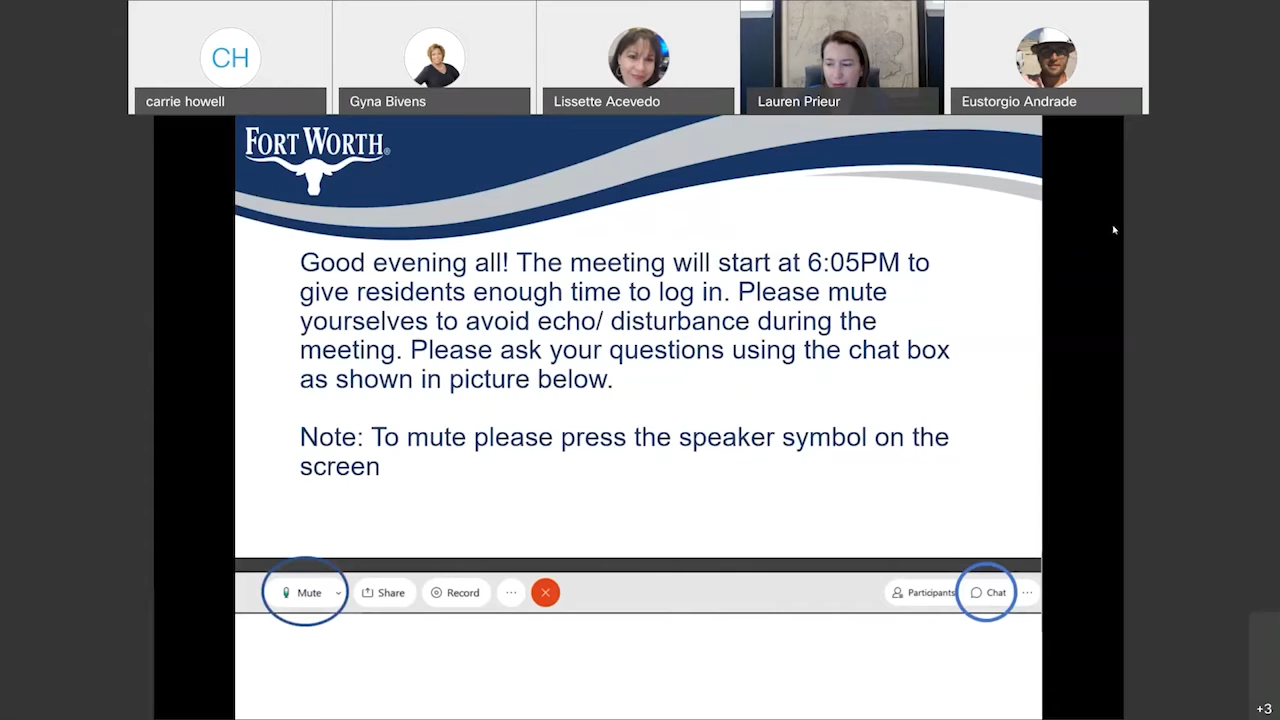 CH
carrie howell
Gyna Bivens
Lissette Acevedo
Lauren Prieur
Eustorgio Andrade
FORT WORTH®
Good evening all! The meeting will start at 6:05PM to
give residents enough time to log in. Please mute
yourselves to avoid echo/ disturbance during the
meeting. Please ask your questions using the chat box
as shown in picture below.
Note: To mute please press the speaker symbol on the
screen
Mute
Share
Record
Participants
Chat
+3